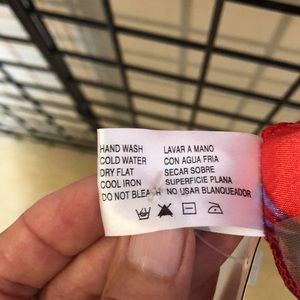 HAND WASH LAVAR A MANO
COLD WATER CON AGUA FRIA
DRY FLAT SECAR SOBRE
COOL IRON SUPERFICIE PLANA
DO NOT BLEACH NO USAR BLANQUEADOR